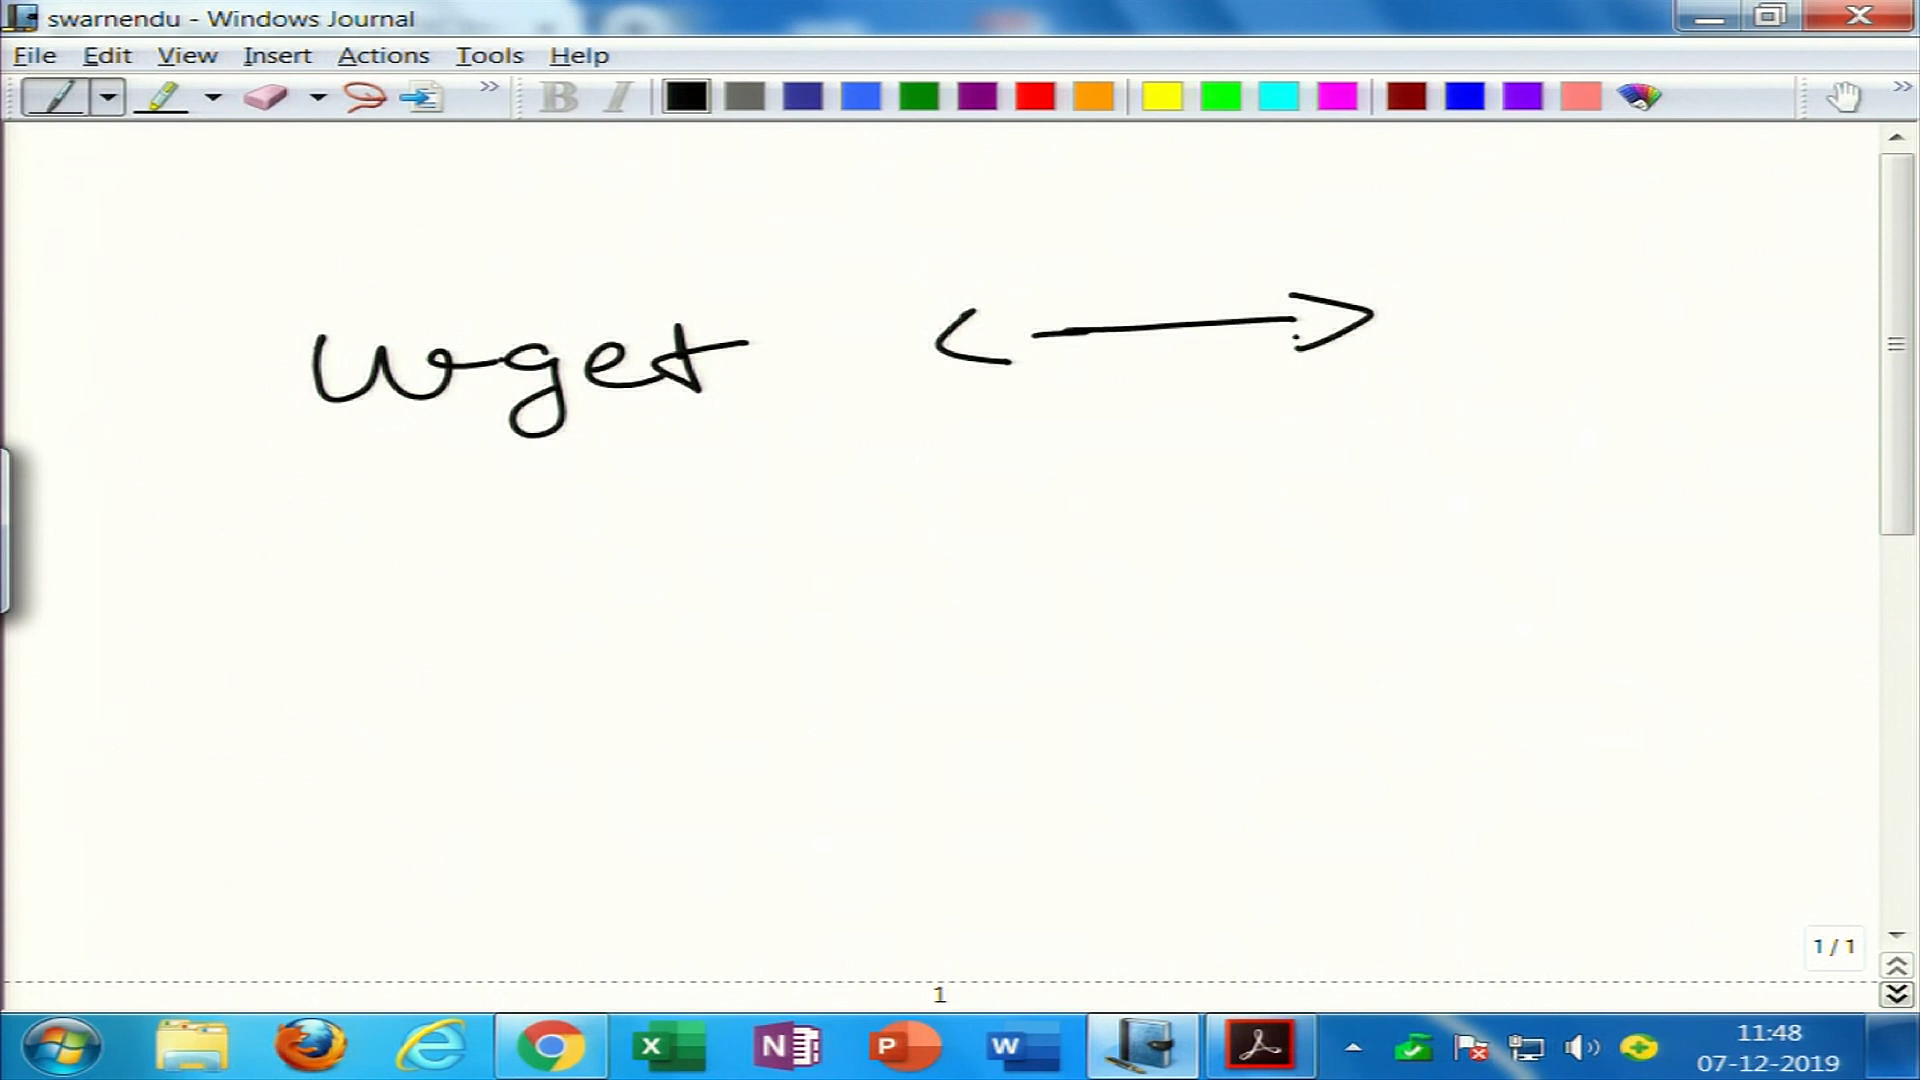 swarnendu - Windows Journal
File Edit View Insert Actions Tools Help
B I
wget <——>
1 / 1
1
X N P W
11:48
07-12-2019